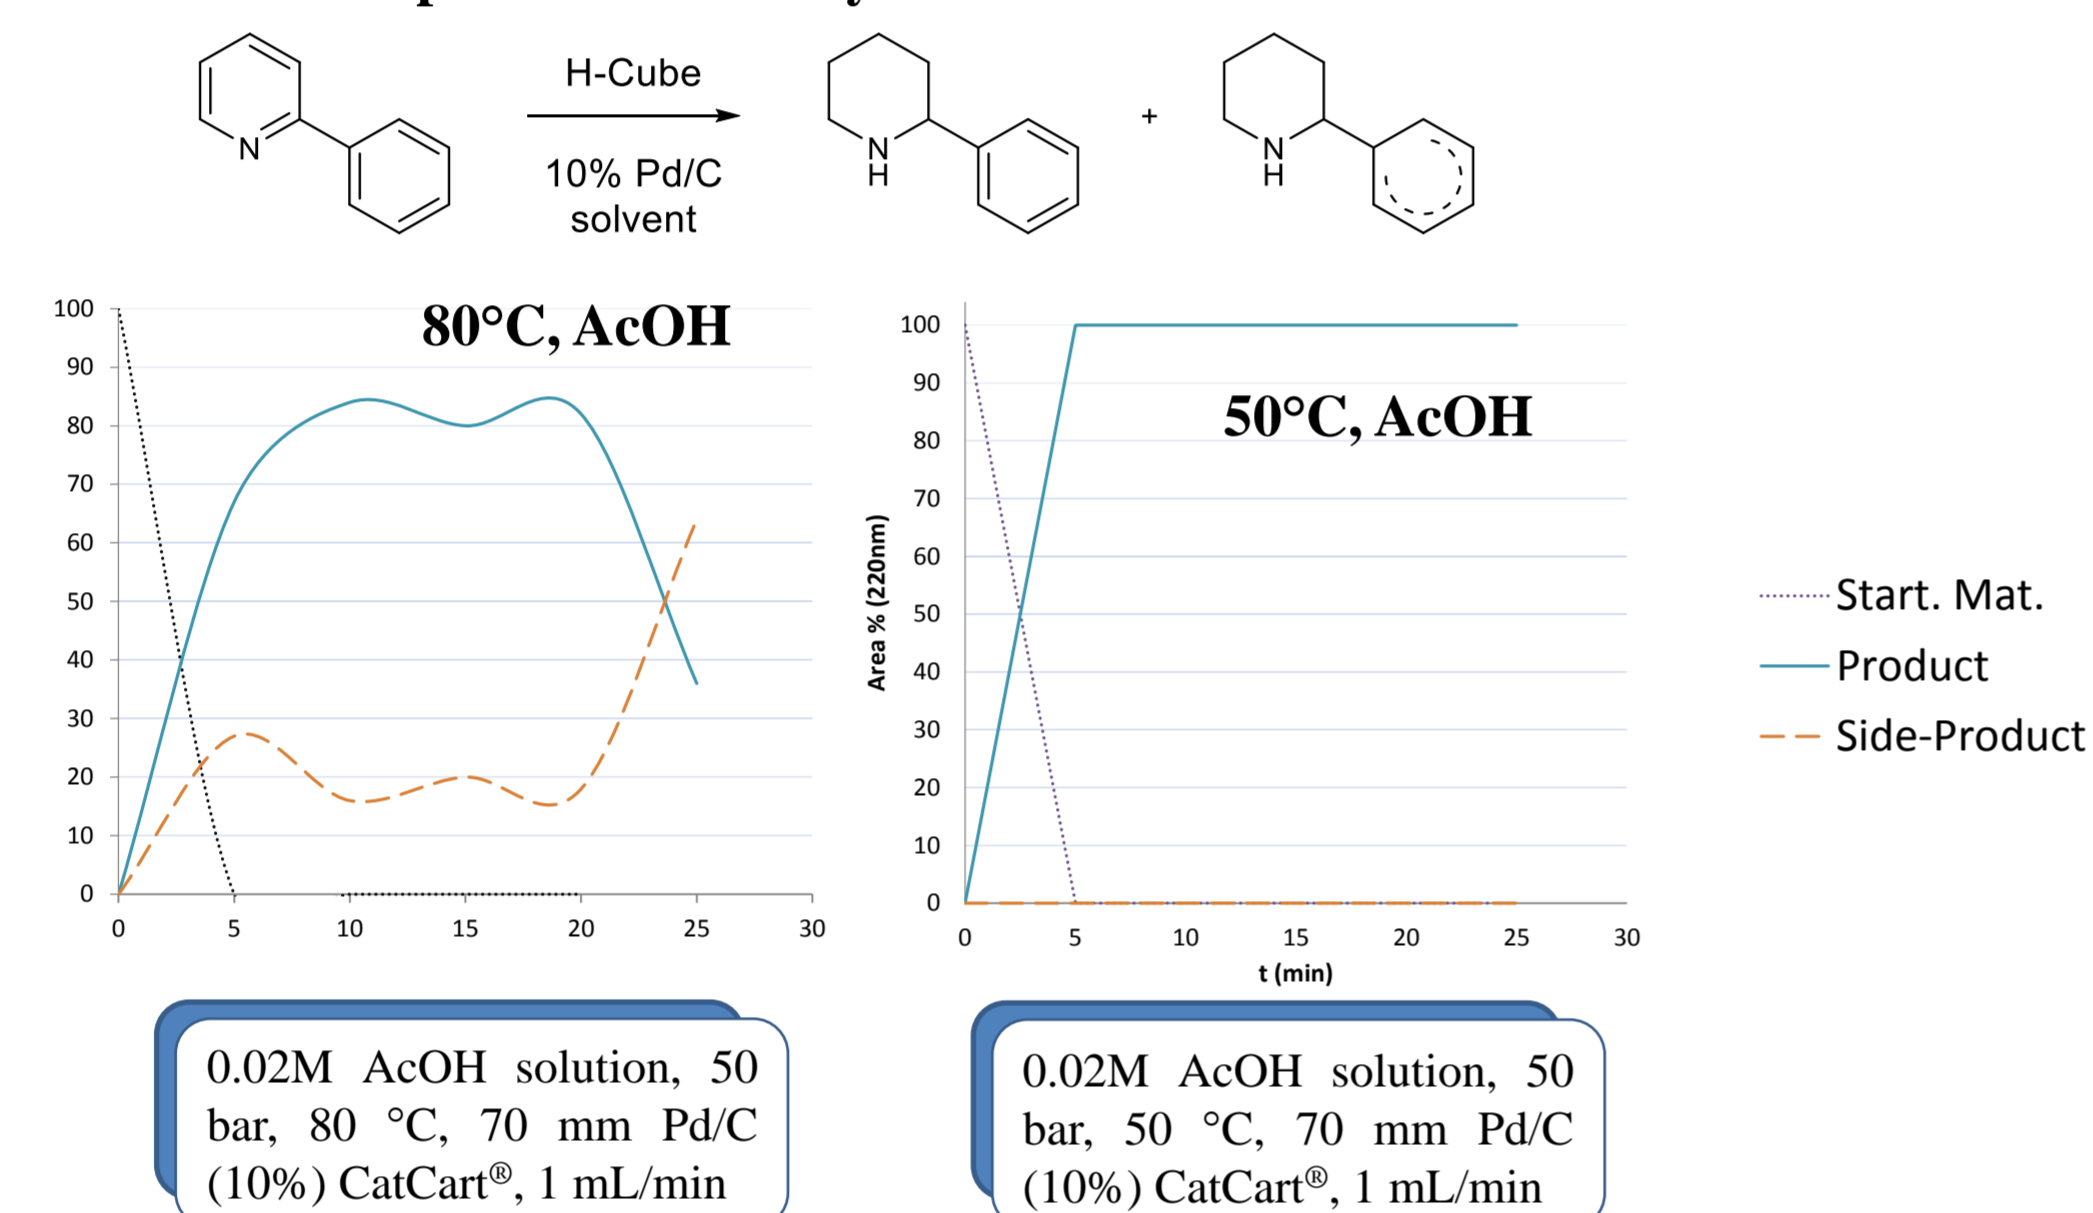 H-Cube
10% Pd/C
solvent
N
N
H
+
N
H
80°C, AcOH
100
90
80
70
60
50
40
30
20
10
0
0 5 10 15 20 25 30
50°C, AcOH
Area % (220nm)
100
90
80
70
60
50
40
30
20
10
0
0 5 10 15 20 25 30
t (min)
Start. Mat.
Product
Side-Product
0.02M AcOH solution, 50
bar, 80 °C, 70 mm Pd/C
(10%) CatCart®, 1 mL/min
0.02M AcOH solution, 50
bar, 50 °C, 70 mm Pd/C
(10%) CatCart®, 1 mL/min